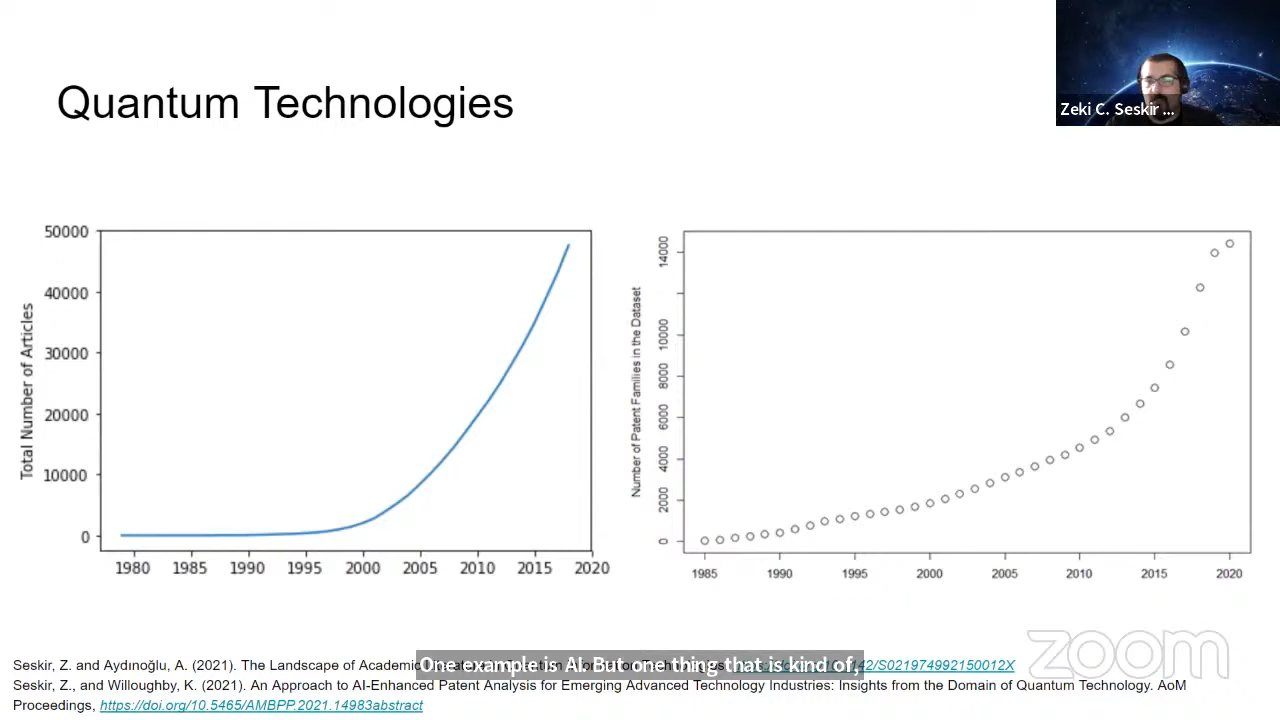 Quantum Technologies
Zeki C. Seskir ...
50000
40000
30000
20000
10000
0
Total Number of Articles
1980 1985 1990 1995 2000 2005 2010 2015 2020
14000
10000
8000
6000
4000
2000
0
Number of Patent Families in the Dataset
1985 1990 1995 2000 2005 2010 2015 2020
zoom
One example is AI. But one thing that is kind of,
Seskir, Z. and Aydınoğlu, A. (2021). The Landscape of Academic 42/S021974992150012X
Seskir, Z., and Willoughby, K. (2021). An Approach to AI-Enhanced Patent Analysis for Emerging Advanced Technology Industries: Insights from the Domain of Quantum Technology. AoM
Proceedings, https://doi.org/10.5465/AMBPP.2021.14983abstract